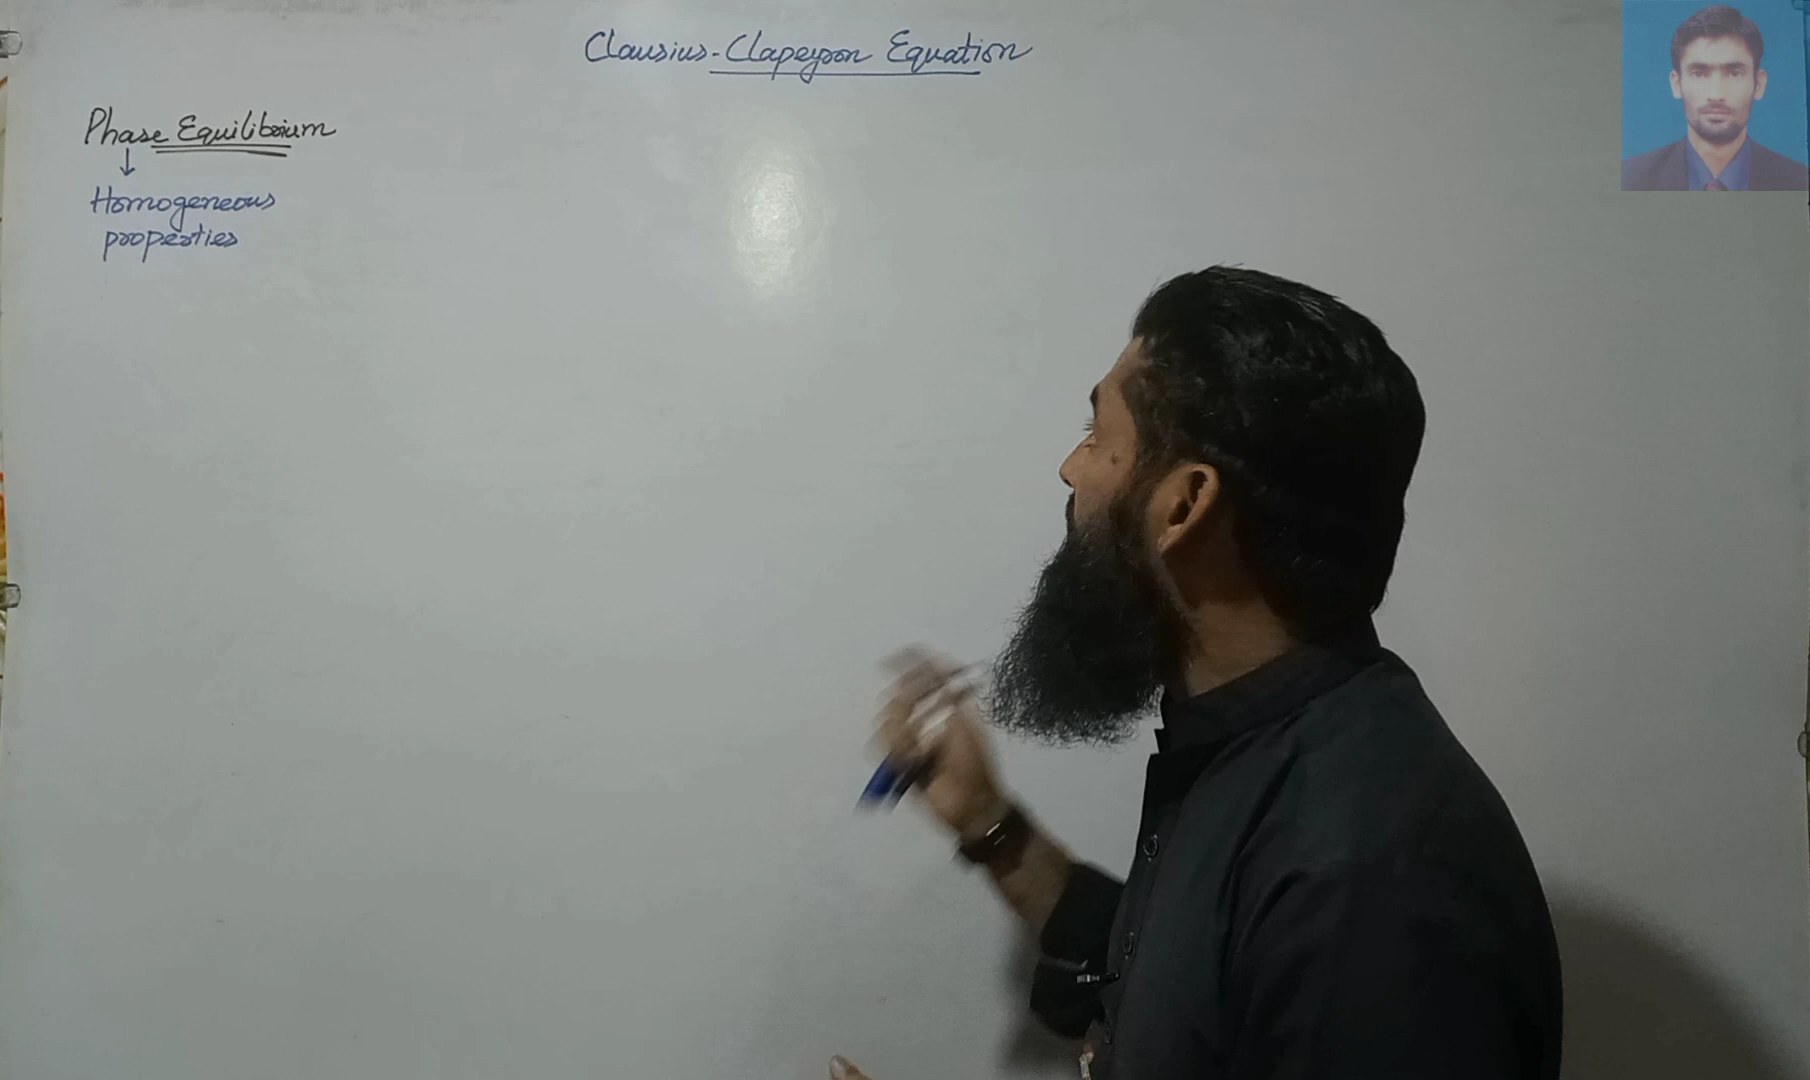 Clausius-Clapeyron Equation
Phase Equilibrium
Homogeneous
properties